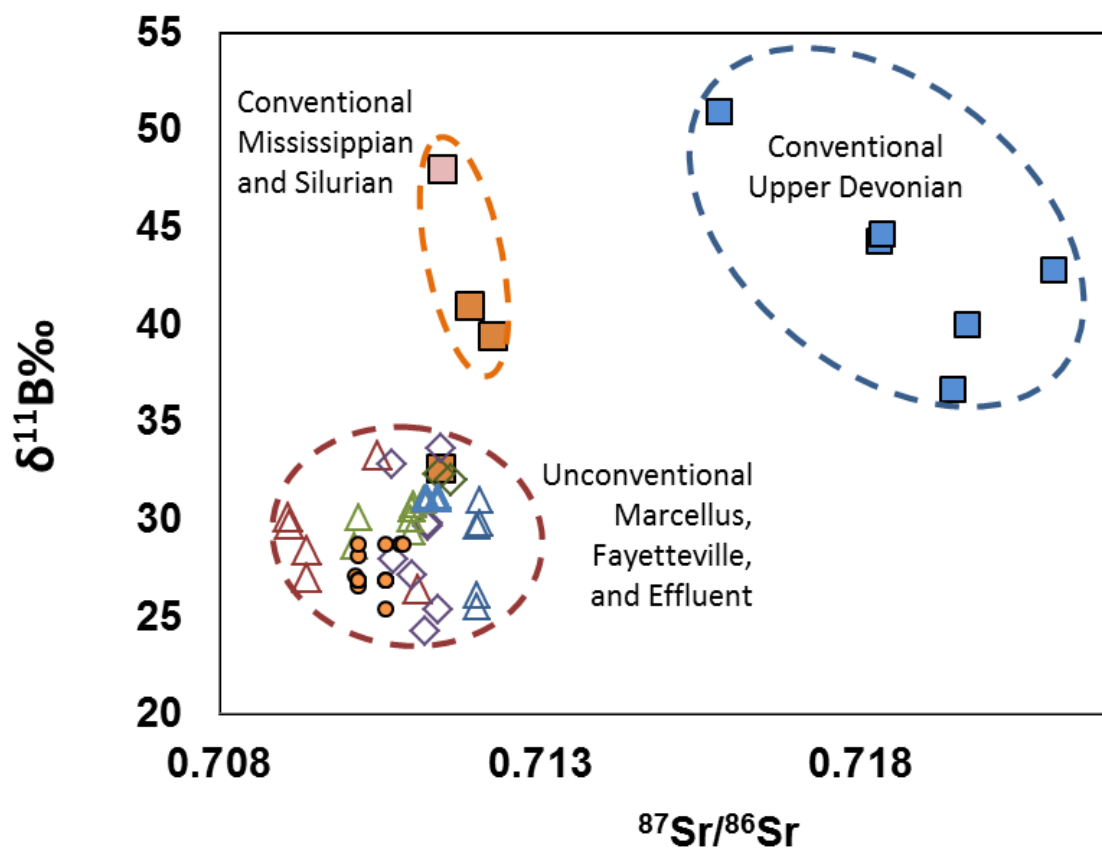 55
50
45
40
35
30
25
20
δ¹¹B‰
Conventional
Mississippian
and Silurian
Conventional
Upper Devonian
Unconventional
Marcellus,
Fayetteville,
and Effluent
0.708
0.713
0.718
⁸⁷Sr/⁸⁶Sr